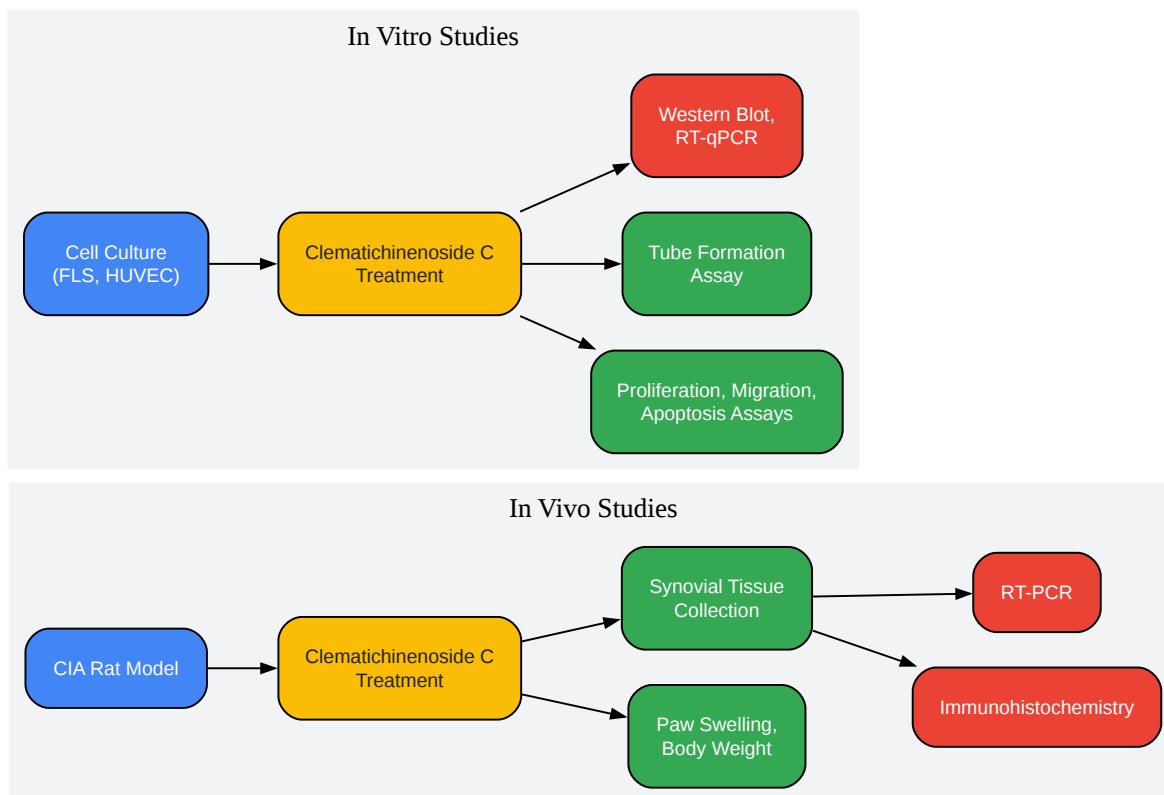 In Vitro Studies
Western Blot,
RT-qPCR
Cell Culture
(FLS, HUVEC)
Clematichinenoside C
Treatment
Tube Formation
Assay
Proliferation, Migration,
Apoptosis Assays
In Vivo Studies
Synovial Tissue
Collection
RT-PCR
CIA Rat Model
Clematichinenoside C
Treatment
Immunohistochemistry
Paw Swelling,
Body Weight